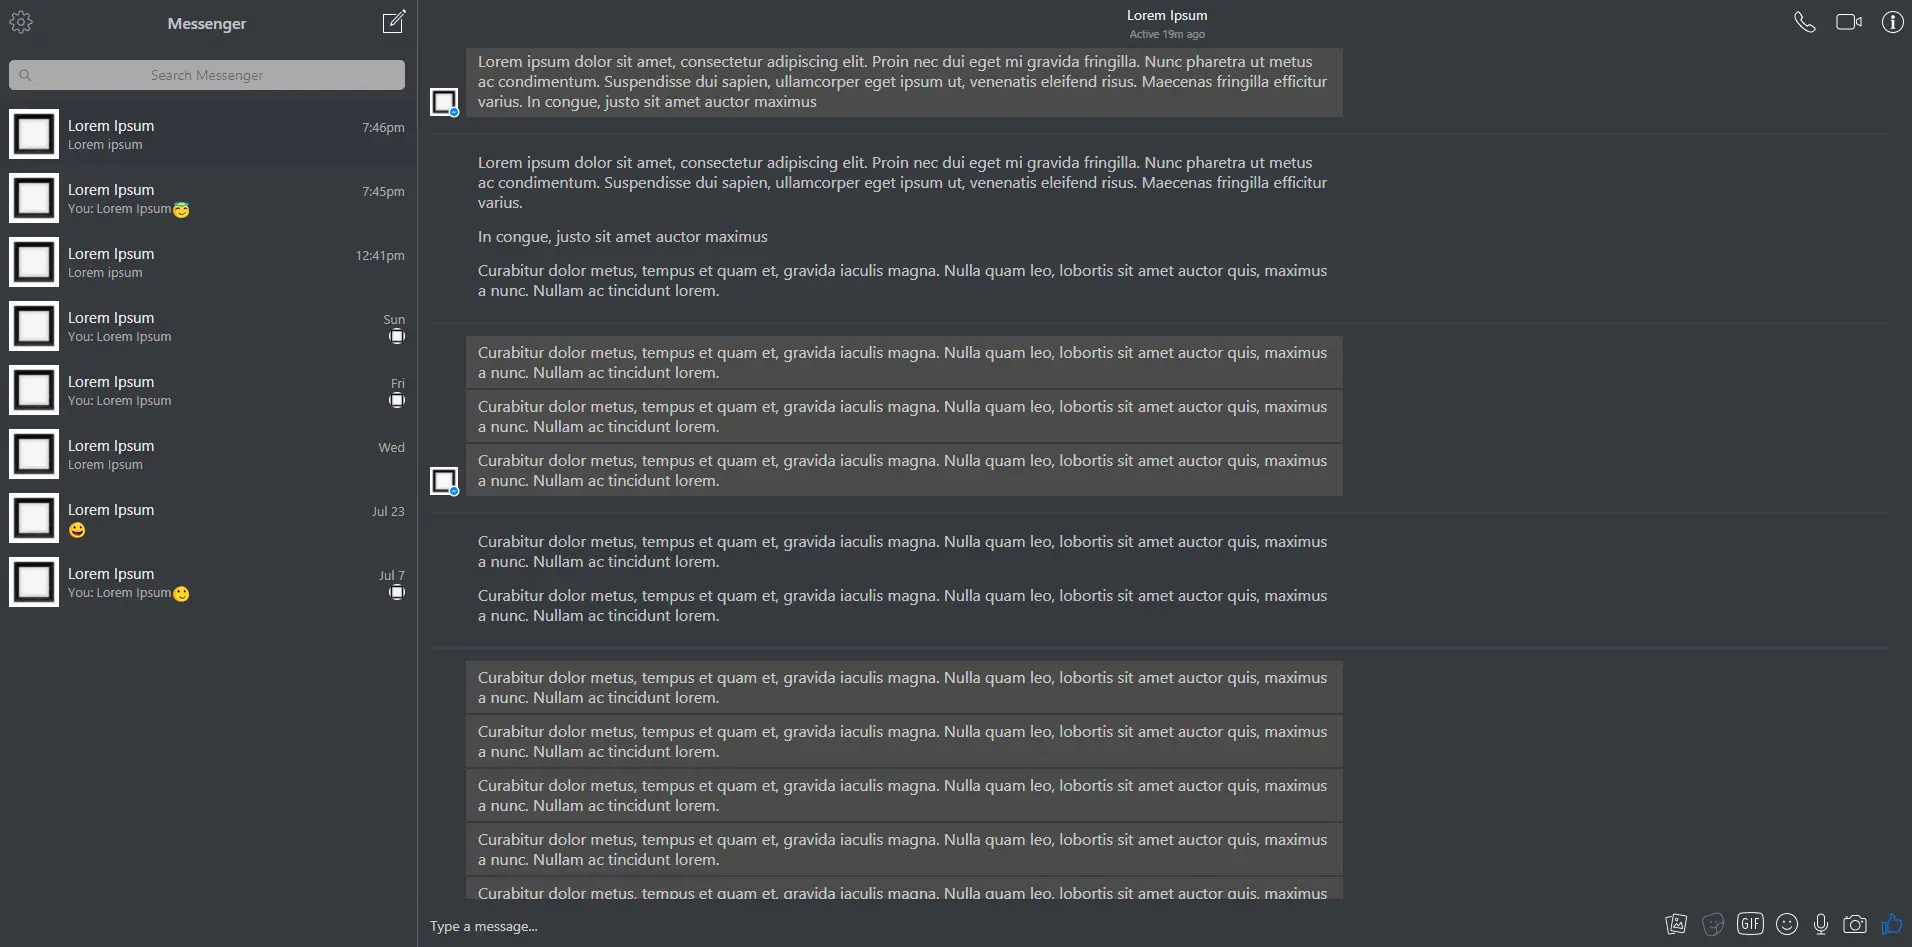 Messenger
Search Messenger
Lorem Ipsum
7:46pm
Lorem ipsum
Lorem Ipsum
7:45pm
You: Lorem Ipsum😇
Lorem Ipsum
12:41pm
Lorem ipsum
Lorem Ipsum
Sun
You: Lorem Ipsum
Lorem Ipsum
Fri
You: Lorem Ipsum
Lorem Ipsum
Wed
Lorem Ipsum
Lorem Ipsum
Jul 23
😀
Lorem Ipsum
Jul 7
You: Lorem Ipsum🙂
Lorem Ipsum
Active 19m ago
Lorem ipsum dolor sit amet, consectetur adipiscing elit. Proin nec dui eget mi gravida fringilla. Nunc pharetra ut metus
ac condimentum. Suspendisse dui sapien, ullamcorper eget ipsum ut, venenatis eleifend risus. Maecenas fringilla efficitur
varius. In congue, justo sit amet auctor maximus
Lorem ipsum dolor sit amet, consectetur adipiscing elit. Proin nec dui eget mi gravida fringilla. Nunc pharetra ut metus
ac condimentum. Suspendisse dui sapien, ullamcorper eget ipsum ut, venenatis eleifend risus. Maecenas fringilla efficitur
varius.
In congue, justo sit amet auctor maximus
Curabitur dolor metus, tempus et quam et, gravida iaculis magna. Nulla quam leo, lobortis sit amet auctor quis, maximus
a nunc. Nullam ac tincidunt lorem.
Curabitur dolor metus, tempus et quam et, gravida iaculis magna. Nulla quam leo, lobortis sit amet auctor quis, maximus
a nunc. Nullam ac tincidunt lorem.
Curabitur dolor metus, tempus et quam et, gravida iaculis magna. Nulla quam leo, lobortis sit amet auctor quis, maximus
a nunc. Nullam ac tincidunt lorem.
Curabitur dolor metus, tempus et quam et, gravida iaculis magna. Nulla quam leo, lobortis sit amet auctor quis, maximus
a nunc. Nullam ac tincidunt lorem.
Curabitur dolor metus, tempus et quam et, gravida iaculis magna. Nulla quam leo, lobortis sit amet auctor quis, maximus
a nunc. Nullam ac tincidunt lorem.
Curabitur dolor metus, tempus et quam et, gravida iaculis magna. Nulla quam leo, lobortis sit amet auctor quis, maximus
a nunc. Nullam ac tincidunt lorem.
Curabitur dolor metus, tempus et quam et, gravida iaculis magna. Nulla quam leo, lobortis sit amet auctor quis, maximus
a nunc. Nullam ac tincidunt lorem.
Curabitur dolor metus, tempus et quam et, gravida iaculis magna. Nulla quam leo, lobortis sit amet auctor quis, maximus
a nunc. Nullam ac tincidunt lorem.
Curabitur dolor metus, tempus et quam et, gravida iaculis magna. Nulla quam leo, lobortis sit amet auctor quis, maximus
a nunc. Nullam ac tincidunt lorem.
Curabitur dolor metus, tempus et quam et, gravida iaculis magna. Nulla quam leo, lobortis sit amet auctor quis, maximus
a nunc. Nullam ac tincidunt lorem.
Curabitur dolor metus, tempus et quam et, gravida iaculis magna. Nulla quam leo, lobortis sit amet auctor quis, maximus
Type a message...
GIF